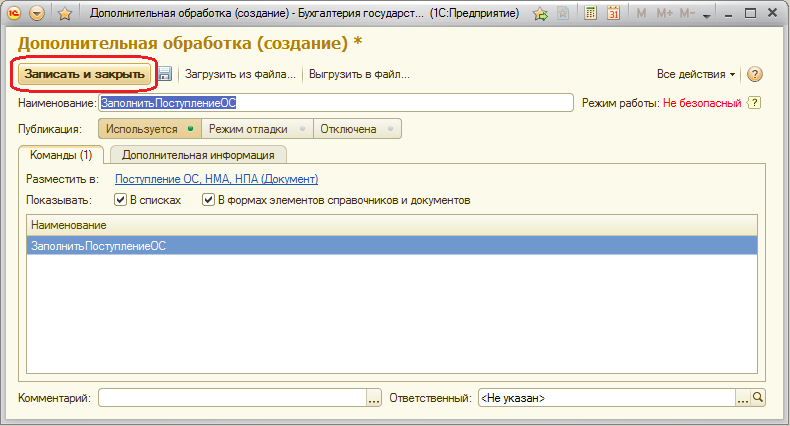 Дополнительная обработка (создание) - Бухгалтерия государст... (1С:Предприятие)
M M+ M-
Дополнительная обработка (создание) *
Записать и закрыть Загрузить из файла... Выгрузить в файл... Все действия
Наименование: ЗаполнитьПоступлениеОС Режим работы: Не безопасный ?
Публикация: Используется Режим отладки Отключена
Команды (1) Дополнительная информация
Разместить в: Поступление ОС, НМА, НПА (Документ)
Показывать: В списках В формах элементов справочников и документов
Наименование
ЗаполнитьПоступлениеОС
Комментарий: ... Ответственный: <Не указан> ...